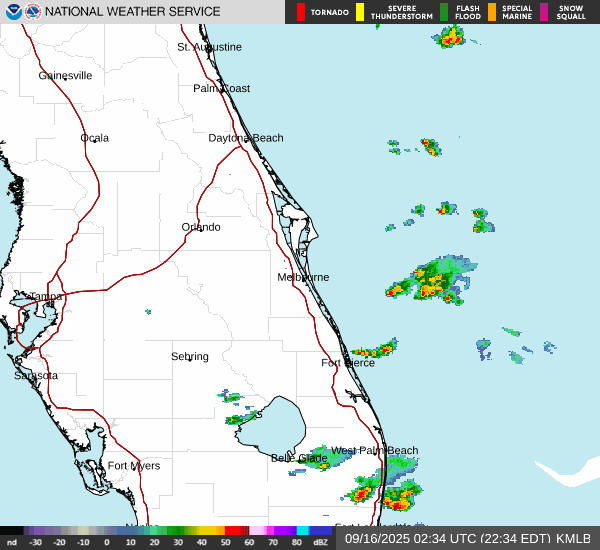 NATIONAL WEATHER SERVICE
TORNADO
SEVERE THUNDERSTORM
FLASH FLOOD
SPECIAL MARINE
SNOW SQUALL
St. Augustine
Gainesville
Palm Coast
Ocala
Daytona Beach
Orlando
Melbourne
Tampa
Sebring
Fort Pierce
Sarasota
West Palm Beach
Belle Glade
Fort Myers
nd -30 -20 -10 0 10 20 30 40 50 60 70 80 dBZ
09/16/2025 02:34 UTC (22:34 EDT) KMLB